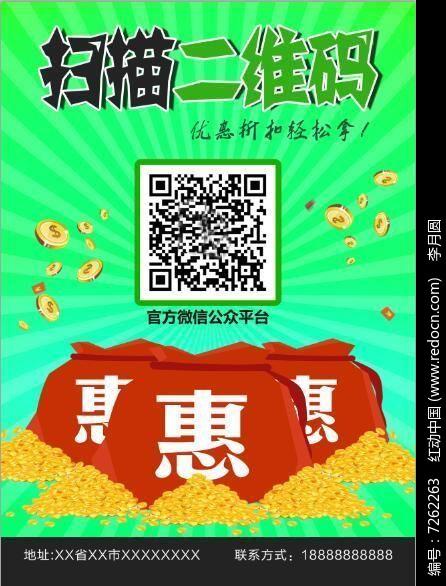 扫描二维码
优惠折扣轻松拿！
官方微信公众平台
惠
惠
惠
地址:XX省XX市XXXXXXXX
联系方式：18888888888
编号：7262263 红动中国 (www.redocn.com) 李月圆